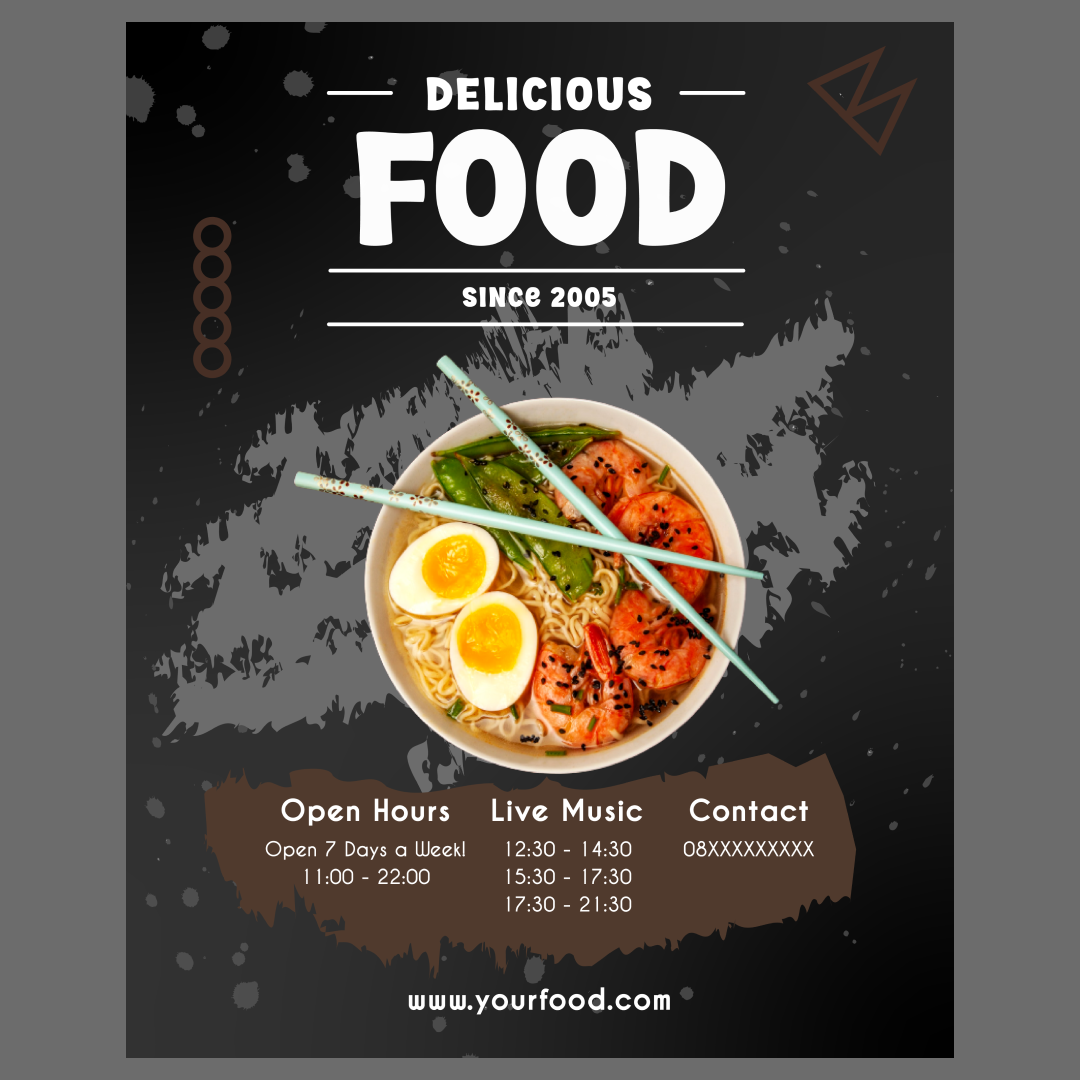 DELICIOUS
FOOD
SINCe 2005
Open Hours
Open 7 Days a Week!
11:00 - 22:00
Live Music
12:30 - 14:30
15:30 - 17:30
17:30 - 21:30
Contact
08XXXXXXXXX
www.yourfood.com